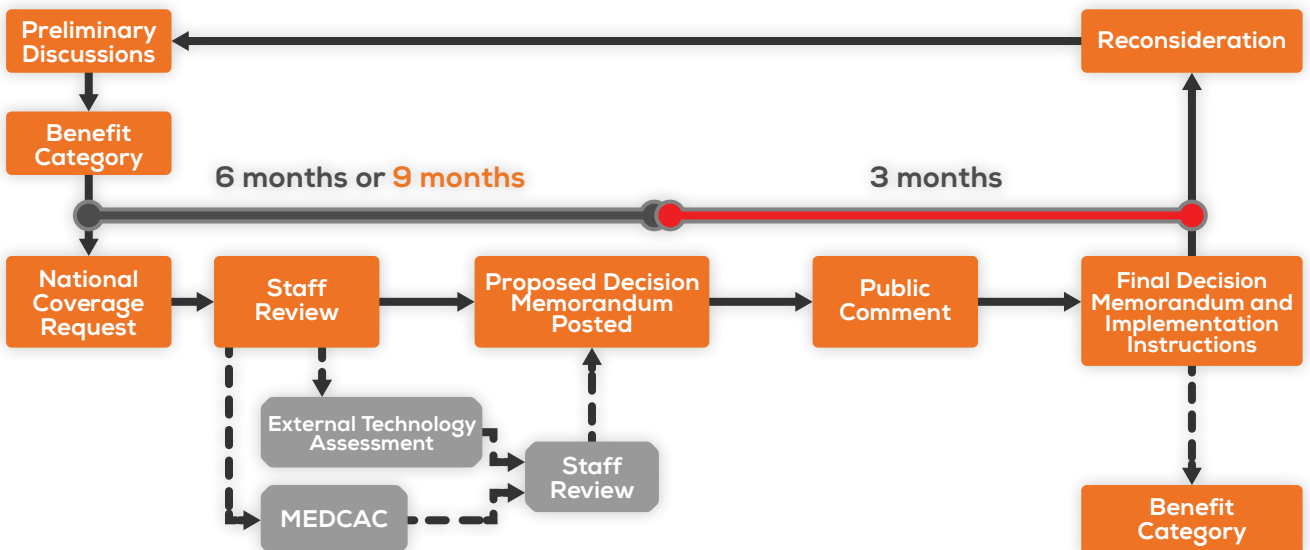 Preliminary
Discussions
Reconsideration
Benefit
Category
6 months or 9 months
3 months
National
Coverage
Request
Staff
Review
Proposed Decision
Memorandum
Posted
Public
Comment
Final Decision
Memorandum and
Implementation
Instructions
External Technology
Assessment
Staff
Review
MEDCAC
Benefit
Category